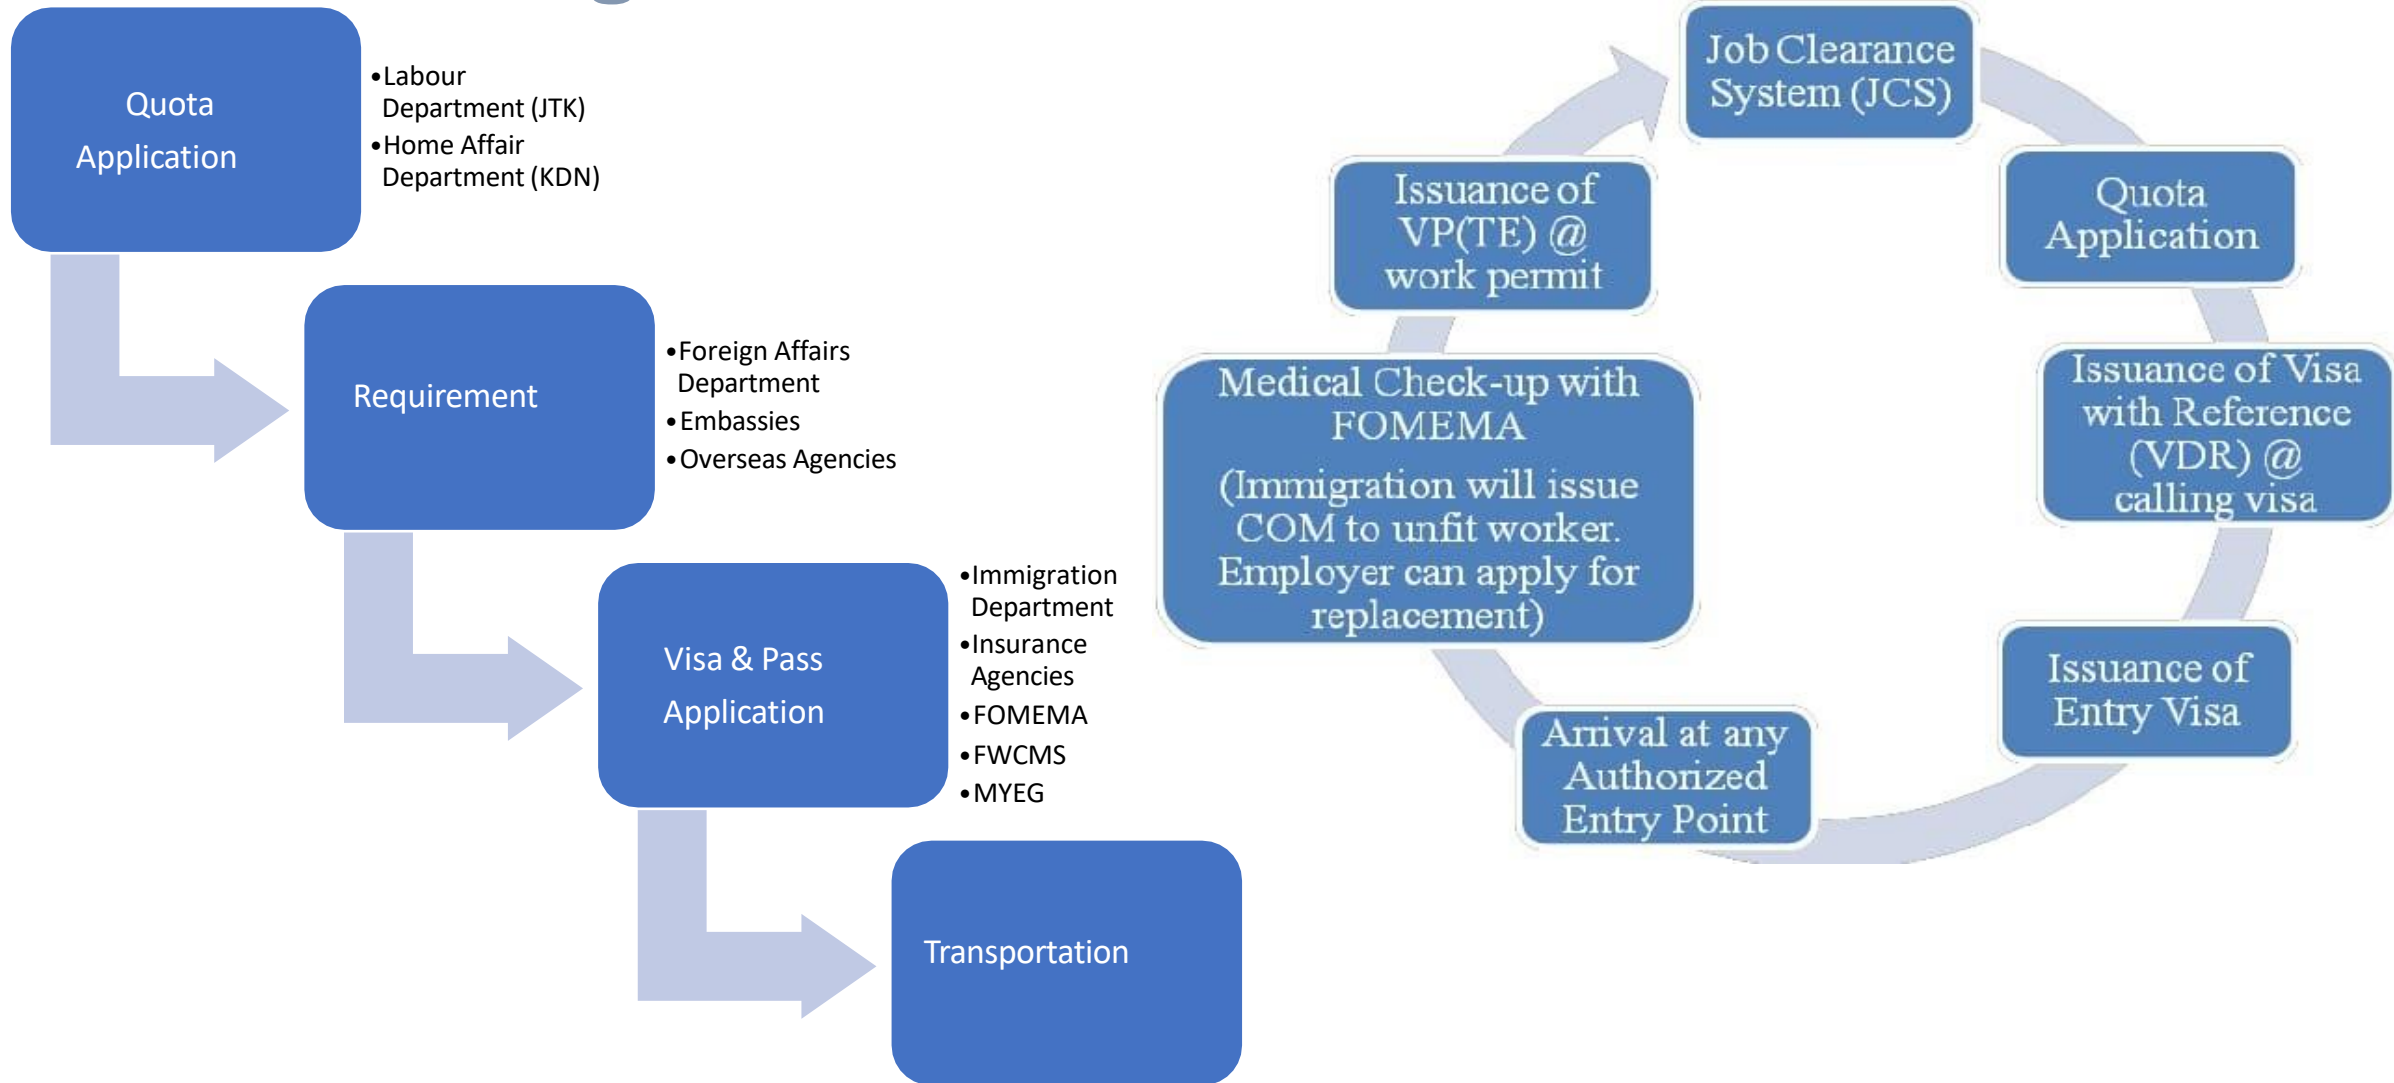 Quota
Application
•Labour
Department (JTK)
•Home Affair
Department (KDN)
Requirement
•Foreign Affairs
Department
•Embassies
•Overseas Agencies
Visa & Pass
Application
•Immigration
Department
•Insurance
Agencies
•FOMEMA
•FWCMS
•MYEG
Transportation
Job Clearance
System (JCS)
Quota
Application
Issuance of Visa
with Reference
(VDR) @
calling visa
Issuance of
Entry Visa
Arrival at any
Authorized
Entry Point
Medical Check-up with
FOMEMA
(Immigration will issue
COM to unfit worker.
Employer can apply for
replacement)
Issuance of
VP(TE) @
work permit